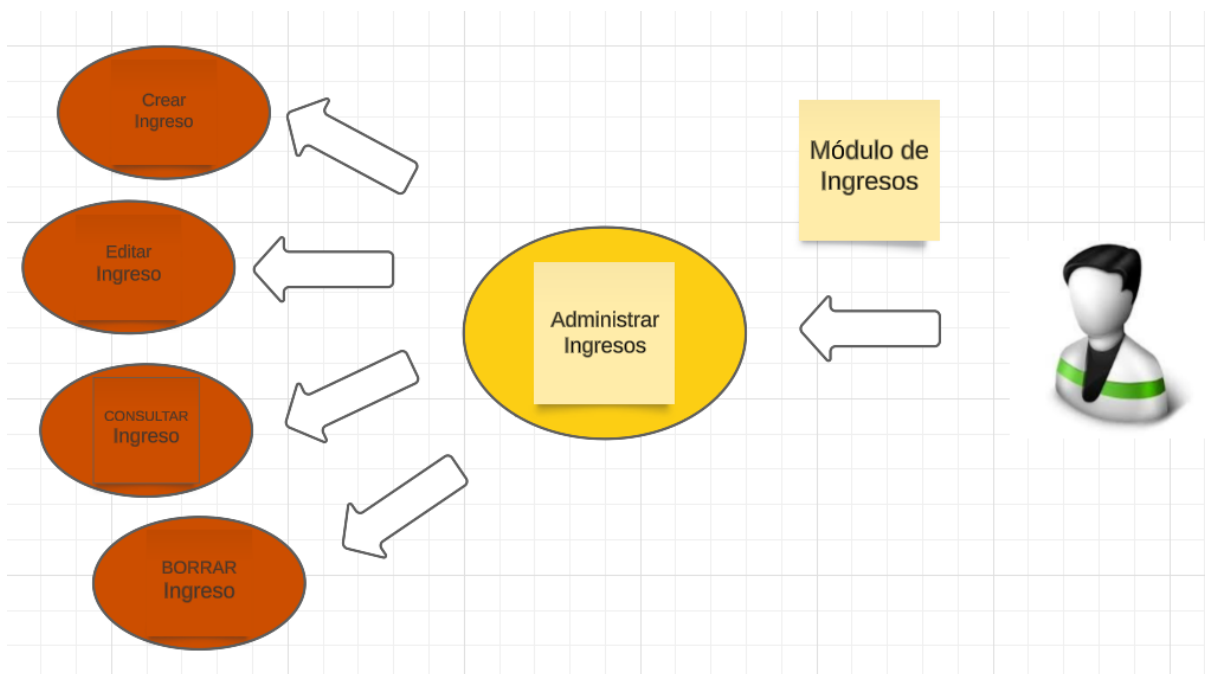 Crear
Ingreso
Editar
Ingreso
CONSULTAR
Ingreso
BORRAR
Ingreso
Administrar
Ingresos
Módulo de
Ingresos